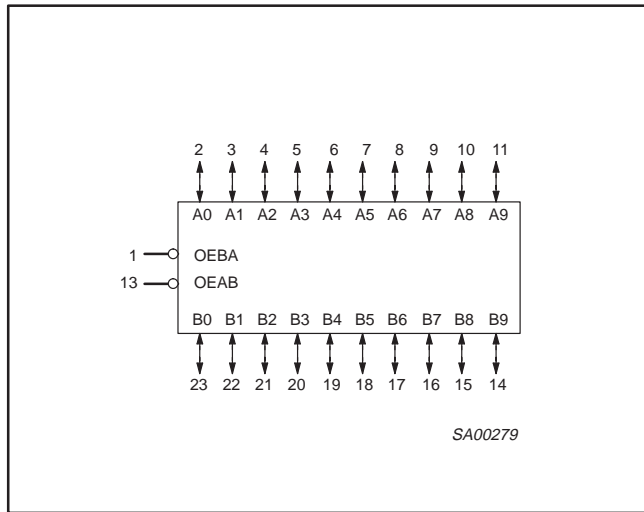 2 3 4 5 6 7 8 9 10 11
A0 A1 A2 A3 A4 A5 A6 A7 A8 A9
1 OEBA
13 OEAB
B0 B1 B2 B3 B4 B5 B6 B7 B8 B9
23 22 21 20 19 18 17 16 15 14
SA00279